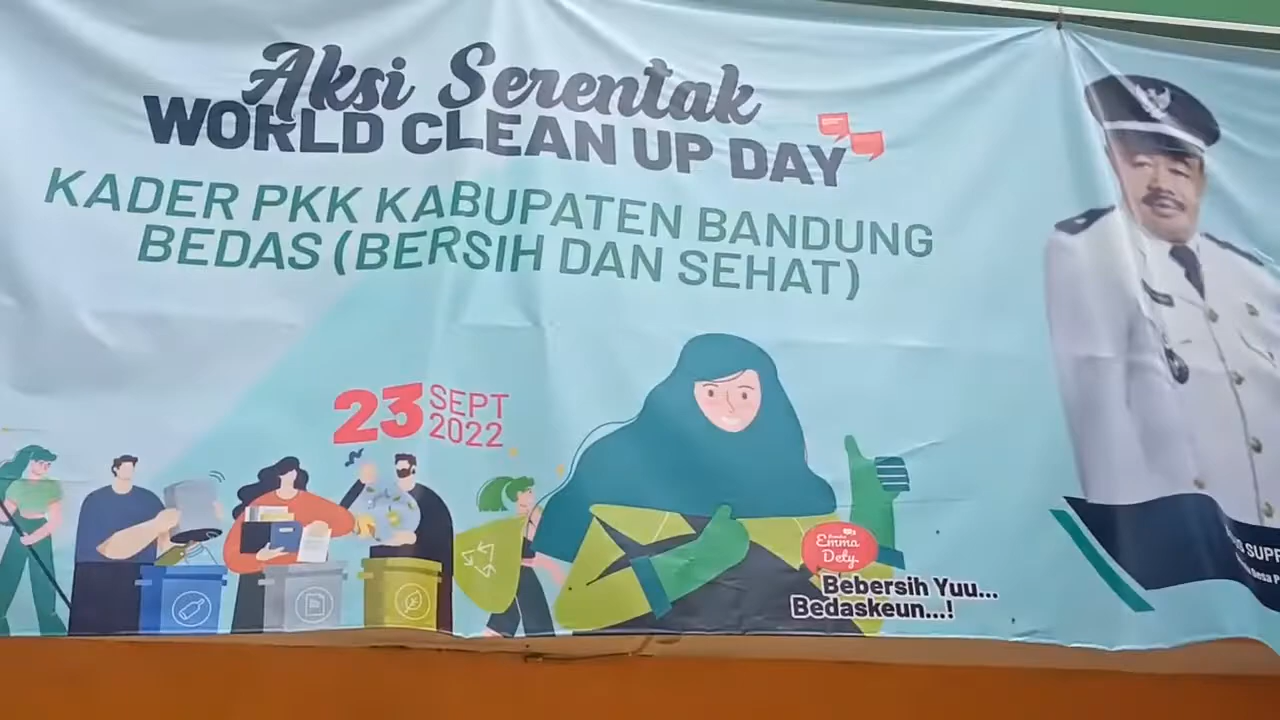 Aksi Serentak
WORLD CLEAN UP DAY
KADER PKK KABUPATEN BANDUNG
BEDAS (BERSIH DAN SEHAT)
23 SEPT
2022
Emma
Dety
Bebersih Yuu...
Bedaskeun...!